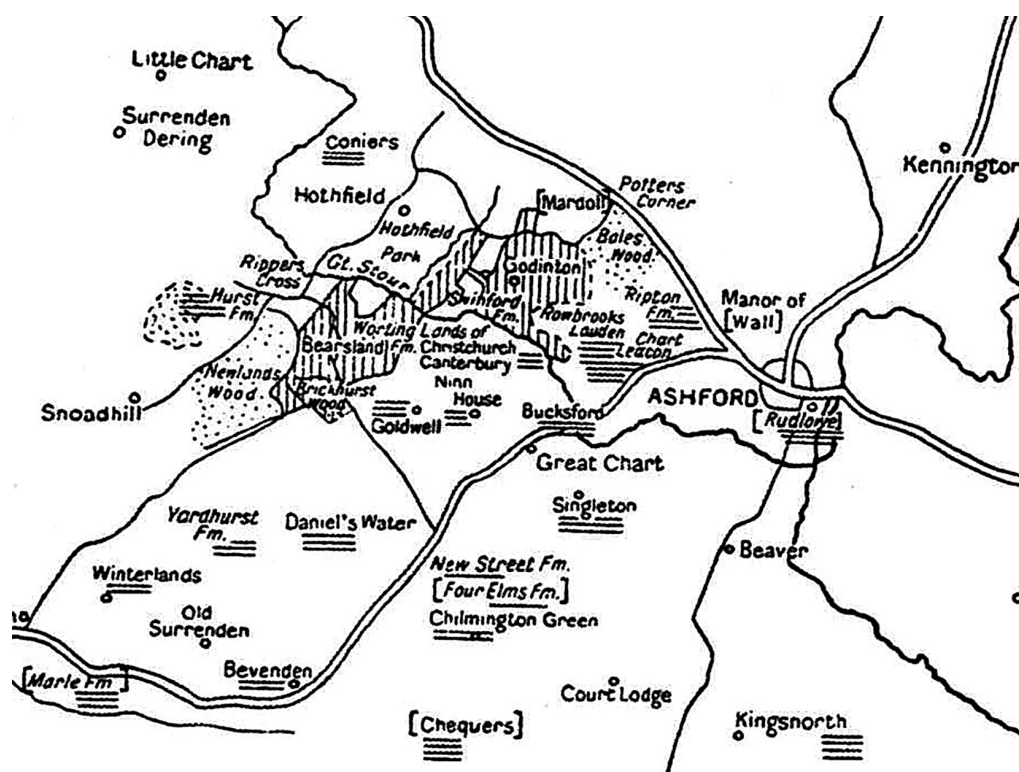 Little Chart
Surrenden
Dering
Coniers
Hothfield
Hothfield
Park
Potters
Corner
[Mardoll]
Kennington
Bales
Wood
Godinton
Rippers
Cross
Gt. Stour
Hurst
Fm.
Swinford
Fm.
Rowbrooks
Lauden
Ripton
Fm.
Manor of
[Wall]
Chart
Leacon
Worting Lands of
Bearsland Fm. Christchurch
Canterbury
Newlands
Wood
Brickhurst
Wood
Ninn
House
Snoadhill
Goldwell
Bucksford
ASHFORD
Great Chart
Singleton
Yardhurst
Fm.
Daniel's Water
Beaver
New Street Fm.
[Four Elms Fm.]
Winterlands
Chilmington Green
Old
Surrenden
Bevenden
[Marle Fm]
Court Lodge
[Chequers]
Kingsnorth